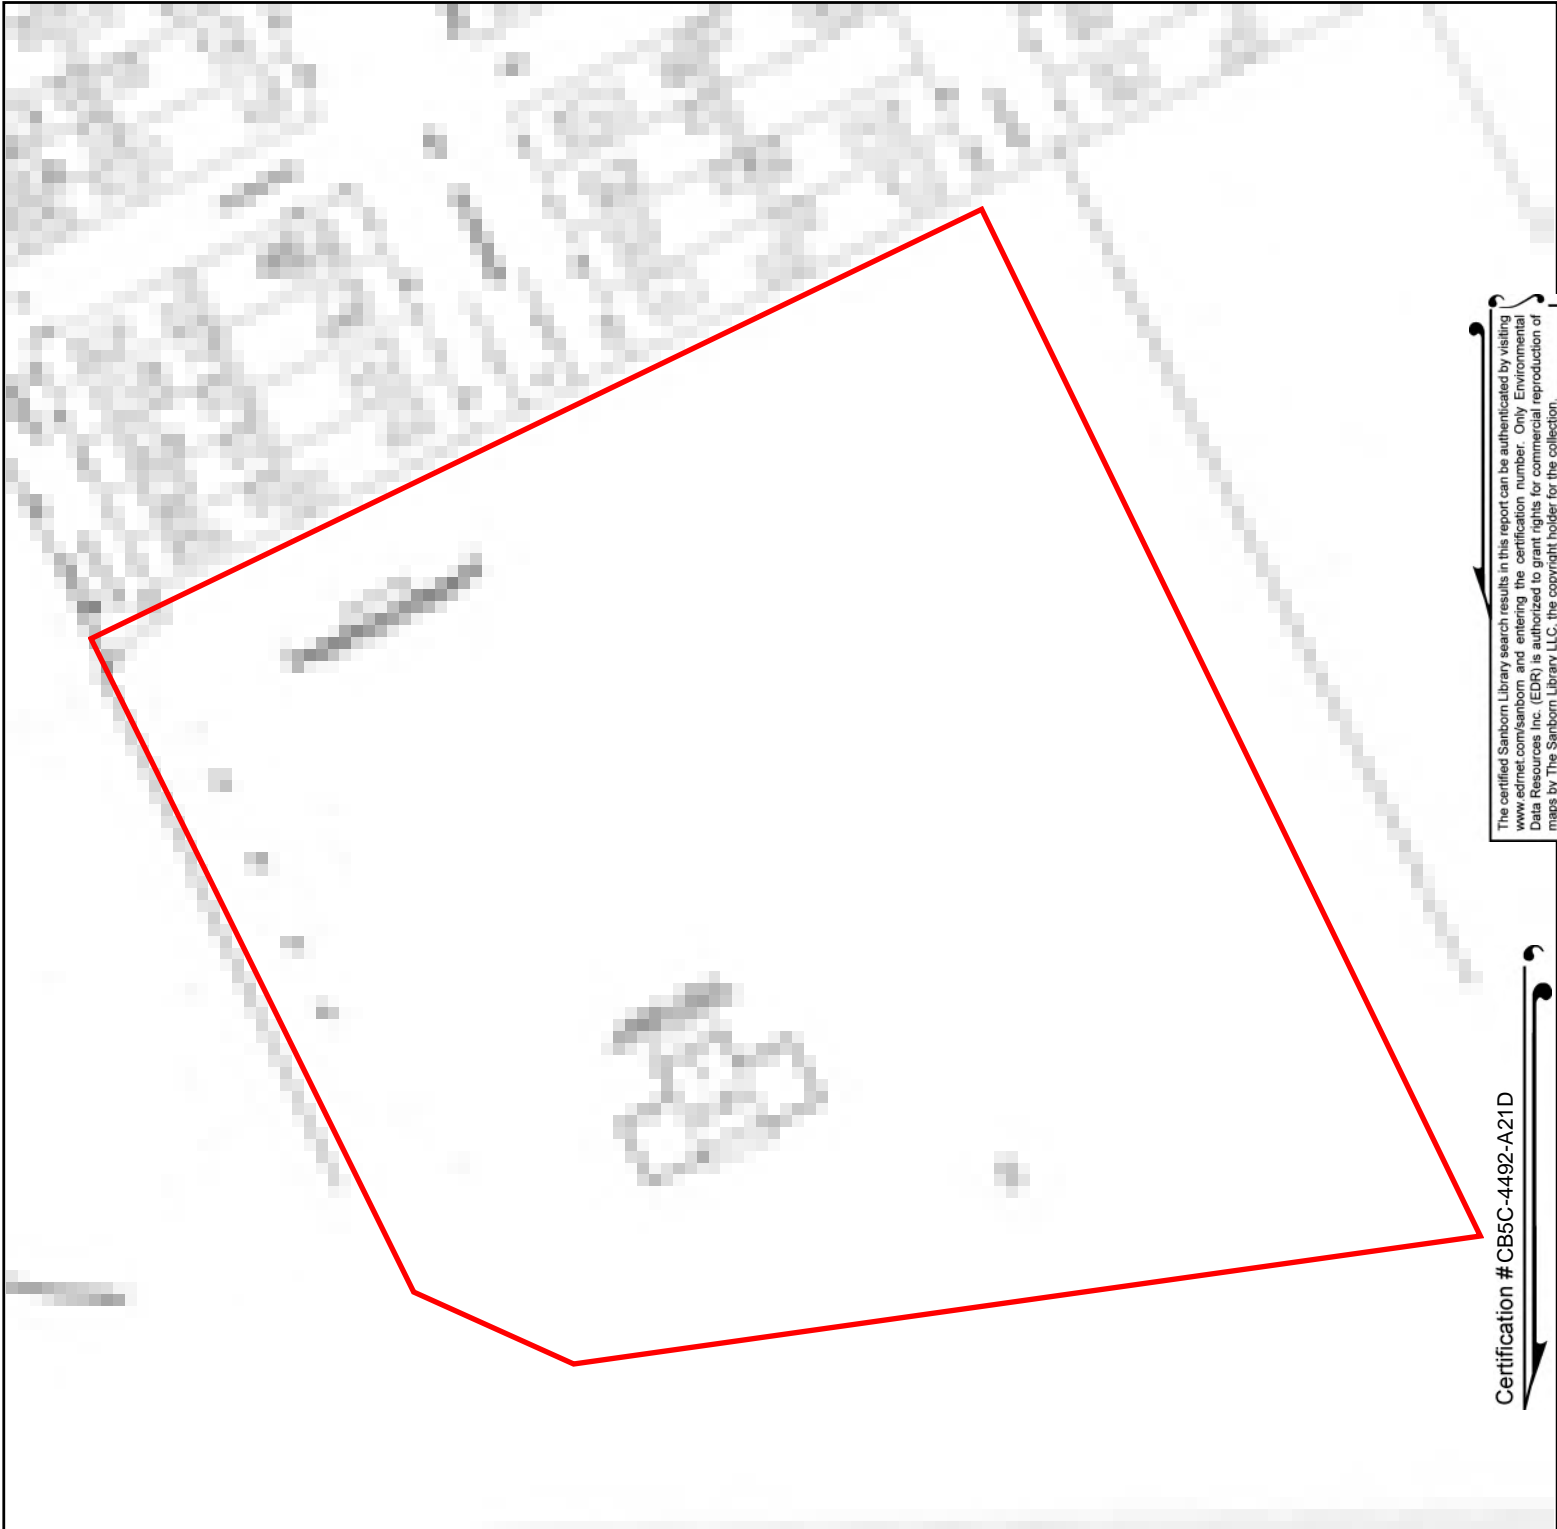 The certified Sanborn Library search results in this report can be authenticated by visiting
www.edrnet.com/sanborn and entering the certification number. Only Environmental
Data Resources Inc. (EDR) is authorized to grant rights for commercial reproduction of
maps by The Sanborn Library LLC, the copyright holder for the collection.
Certification # CB5C-4492-A21D